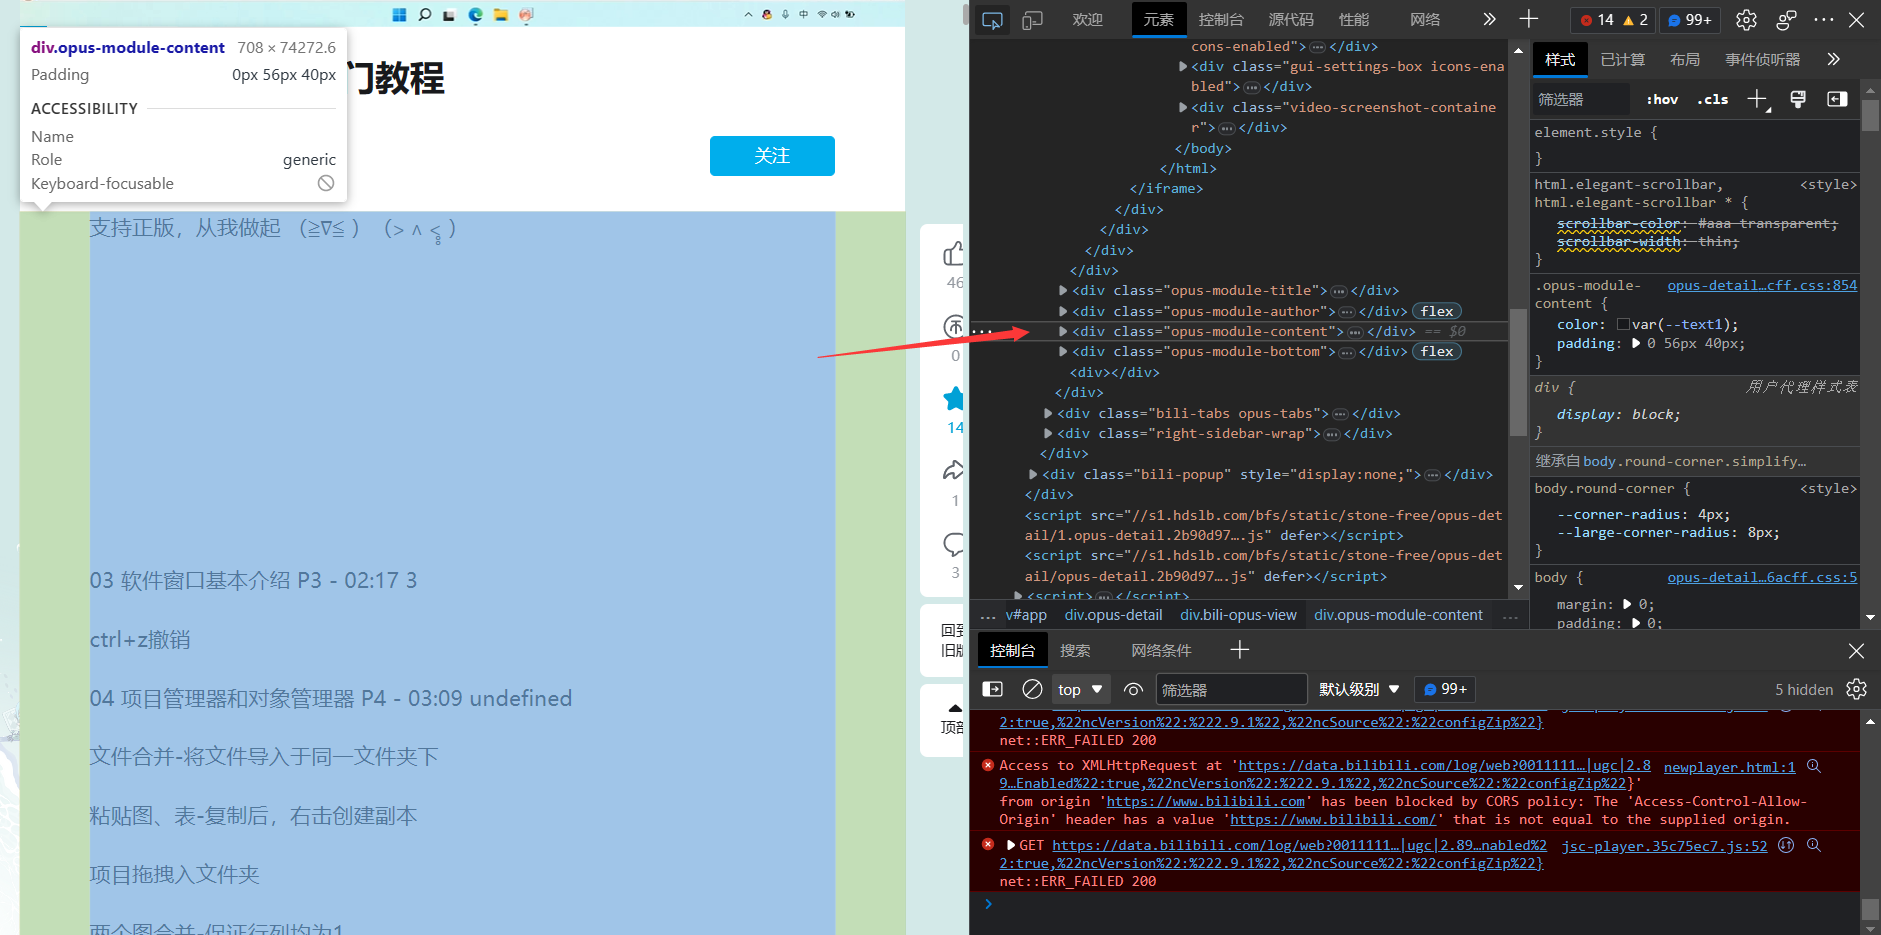 中
div.opus-module-content 708 × 74272.6
Padding 0px 56px 40px
ACCESSIBILITY
Name
Role generic
Keyboard-focusable
门教程
关注
支持正版，从我做起 （≧∇≦ ）（> ∧
03 软件窗口基本介绍 P3 - 02:17 3
ctrl+z撤销
04 项目管理器和对象管理器 P4 - 03:09 undefined
文件合并-将文件导入于同一文件夹下
粘贴图、表-复制后，右击创建副本
项目拖拽入文件夹
两个图合并-保证行列均为1
46
0
14
1
3
回到
旧版
顶部
欢迎 元素 控制台 源代码 性能 网络 14 2 99+
cons-enabled">…</div>
<div class="gui-settings-box icons-ena
bled">…</div>
<div class="video-screenshot-containe
r">…</div>
</body>
</html>
</iframe>
</div>
</div>
</div>
</div>
<div class="opus-module-title">…</div>
<div class="opus-module-author">…</div> flex
<div class="opus-module-content">…</div> == $0
<div class="opus-module-bottom">…</div> flex
<div></div>
</div>
<div class="bili-tabs opus-tabs">…</div>
<div class="right-sidebar-wrap">…</div>
</div>
<div class="bili-popup" style="display:none;">…</div>
</div>
<script src="//s1.hdslb.com/bfs/static/stone-free/opus-det
ail/1.opus-detail.2b90d97….js" defer></script>
<script src="//s1.hdslb.com/bfs/static/stone-free/opus-det
ail/opus-detail.2b90d97….js" defer></script>
<script>…</script>
… v#app div.opus-detail div.bili-opus-view div.opus-module-content …
样式 已计算 布局 事件侦听器
筛选器 :hov .cls
element.style {
}
html.elegant-scrollbar, <style>
html.elegant-scrollbar * {
scrollbar-color: #aaa transparent;
scrollbar-width: thin;
}
.opus-module- opus-detail…cff.css:854
content {
color: var(--text1);
padding: 0 56px 40px;
}
div { 用户代理样式表
display: block;
}
继承自 body.round-corner.simplify…
body.round-corner { <style>
--corner-radius: 4px;
--large-corner-radius: 8px;
}
body { opus-detail…6acff.css:5
margin: 0;
padding: 0;
控制台 搜索 网络条件
top 筛选器 默认级别 99+ 5 hidden
2:true,%22ncVersion%22:%222.9.1%22,%22ncSource%22:%22configZip%22}
net::ERR_FAILED 200
Access to XMLHttpRequest at 'https://data.bilibili.com/log/web?0011111…|ugc|2.8 newplayer.html:1
9…Enabled%22:true,%22ncVersion%22:%222.9.1%22,%22ncSource%22:%22configZip%22}'
from origin 'https://www.bilibili.com' has been blocked by CORS policy: The 'Access-Control-Allow-
Origin' header has a value 'https://www.bilibili.com/' that is not equal to the supplied origin.
GET https://data.bilibili.com/log/web?0011111…|ugc|2.89…nabled%2 jsc-player.35c75ec7.js:52
2:true,%22ncVersion%22:%222.9.1%22,%22ncSource%22:%22configZip%22}
net::ERR_FAILED 200